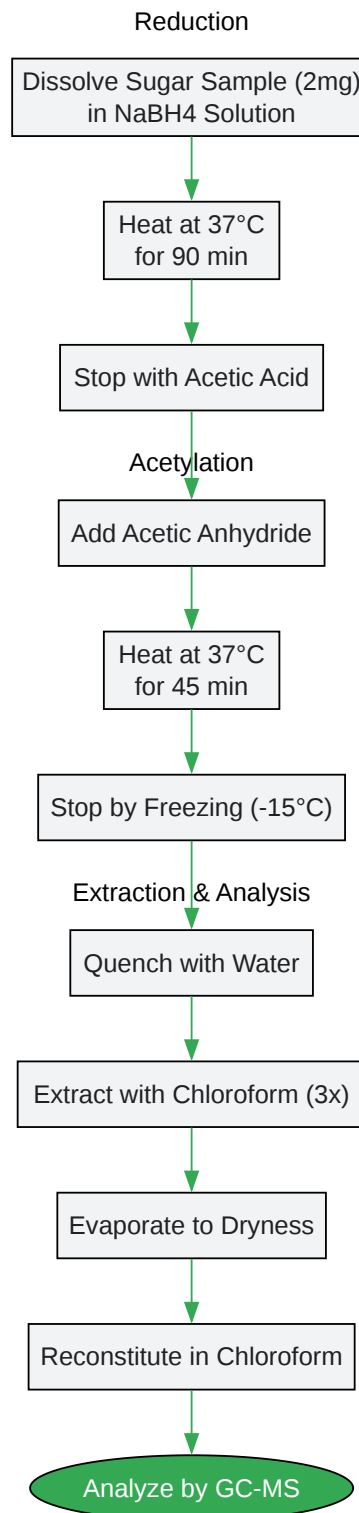 Reduction
Dissolve Sugar Sample (2mg)
in NaBH4 Solution
Heat at 37°C
for 90 min
Stop with Acetic Acid
Acetylation
Add Acetic Anhydride
Heat at 37°C
for 45 min
Stop by Freezing (-15°C)
Extraction & Analysis
Quench with Water
Extract with Chloroform (3x)
Evaporate to Dryness
Reconstitute in Chloroform
Analyze by GC-MS